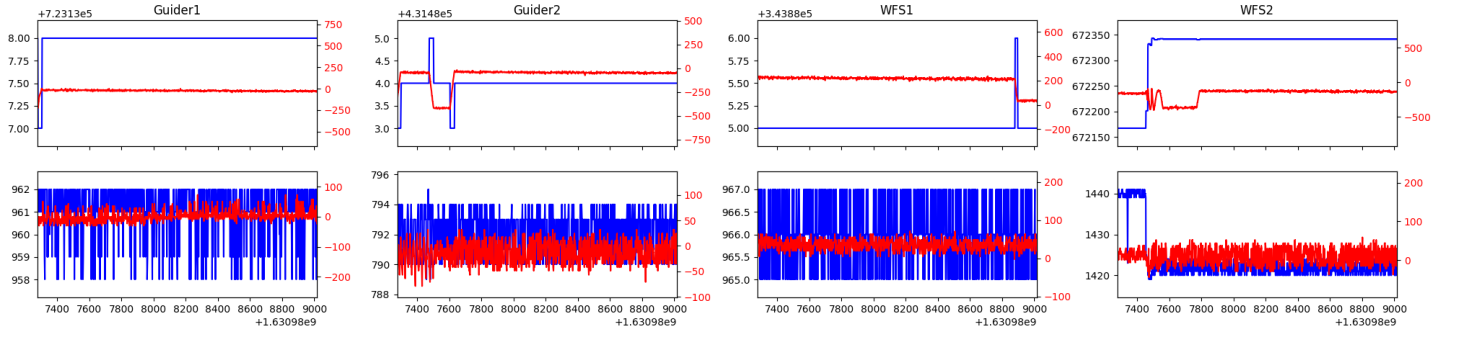 Guider1 Guider2 WFS1 WFS2
+7.2313e5 +4.3148e5 +3.4388e5
8.00 7.75 7.50 7.25 7.00
750 500 250 0 −250 −500
5.0 4.5 4.0 3.5 3.0
500 250 0 −250 −500 −750
6.00 5.75 5.50 5.25 5.00
600 400 200 0 −200
672350 672300 672250 672200 672150
500 0 −500
962 961 960 959 958
100 0 −100 −200
796 794 792 790 788
100 50 0 −50 −100
967.0 966.5 966.0 965.5 965.0
200 100 0 −100
1440 1430 1420
200 100 0
7400 7600 7800 8000 8200 8400 8600 8800 9000
+1.63098e9
7400 7600 7800 8000 8200 8400 8600 8800 9000
+1.63098e9
7400 7600 7800 8000 8200 8400 8600 8800 9000
+1.63098e9
7400 7600 7800 8000 8200 8400 8600 8800 9000
+1.63098e9